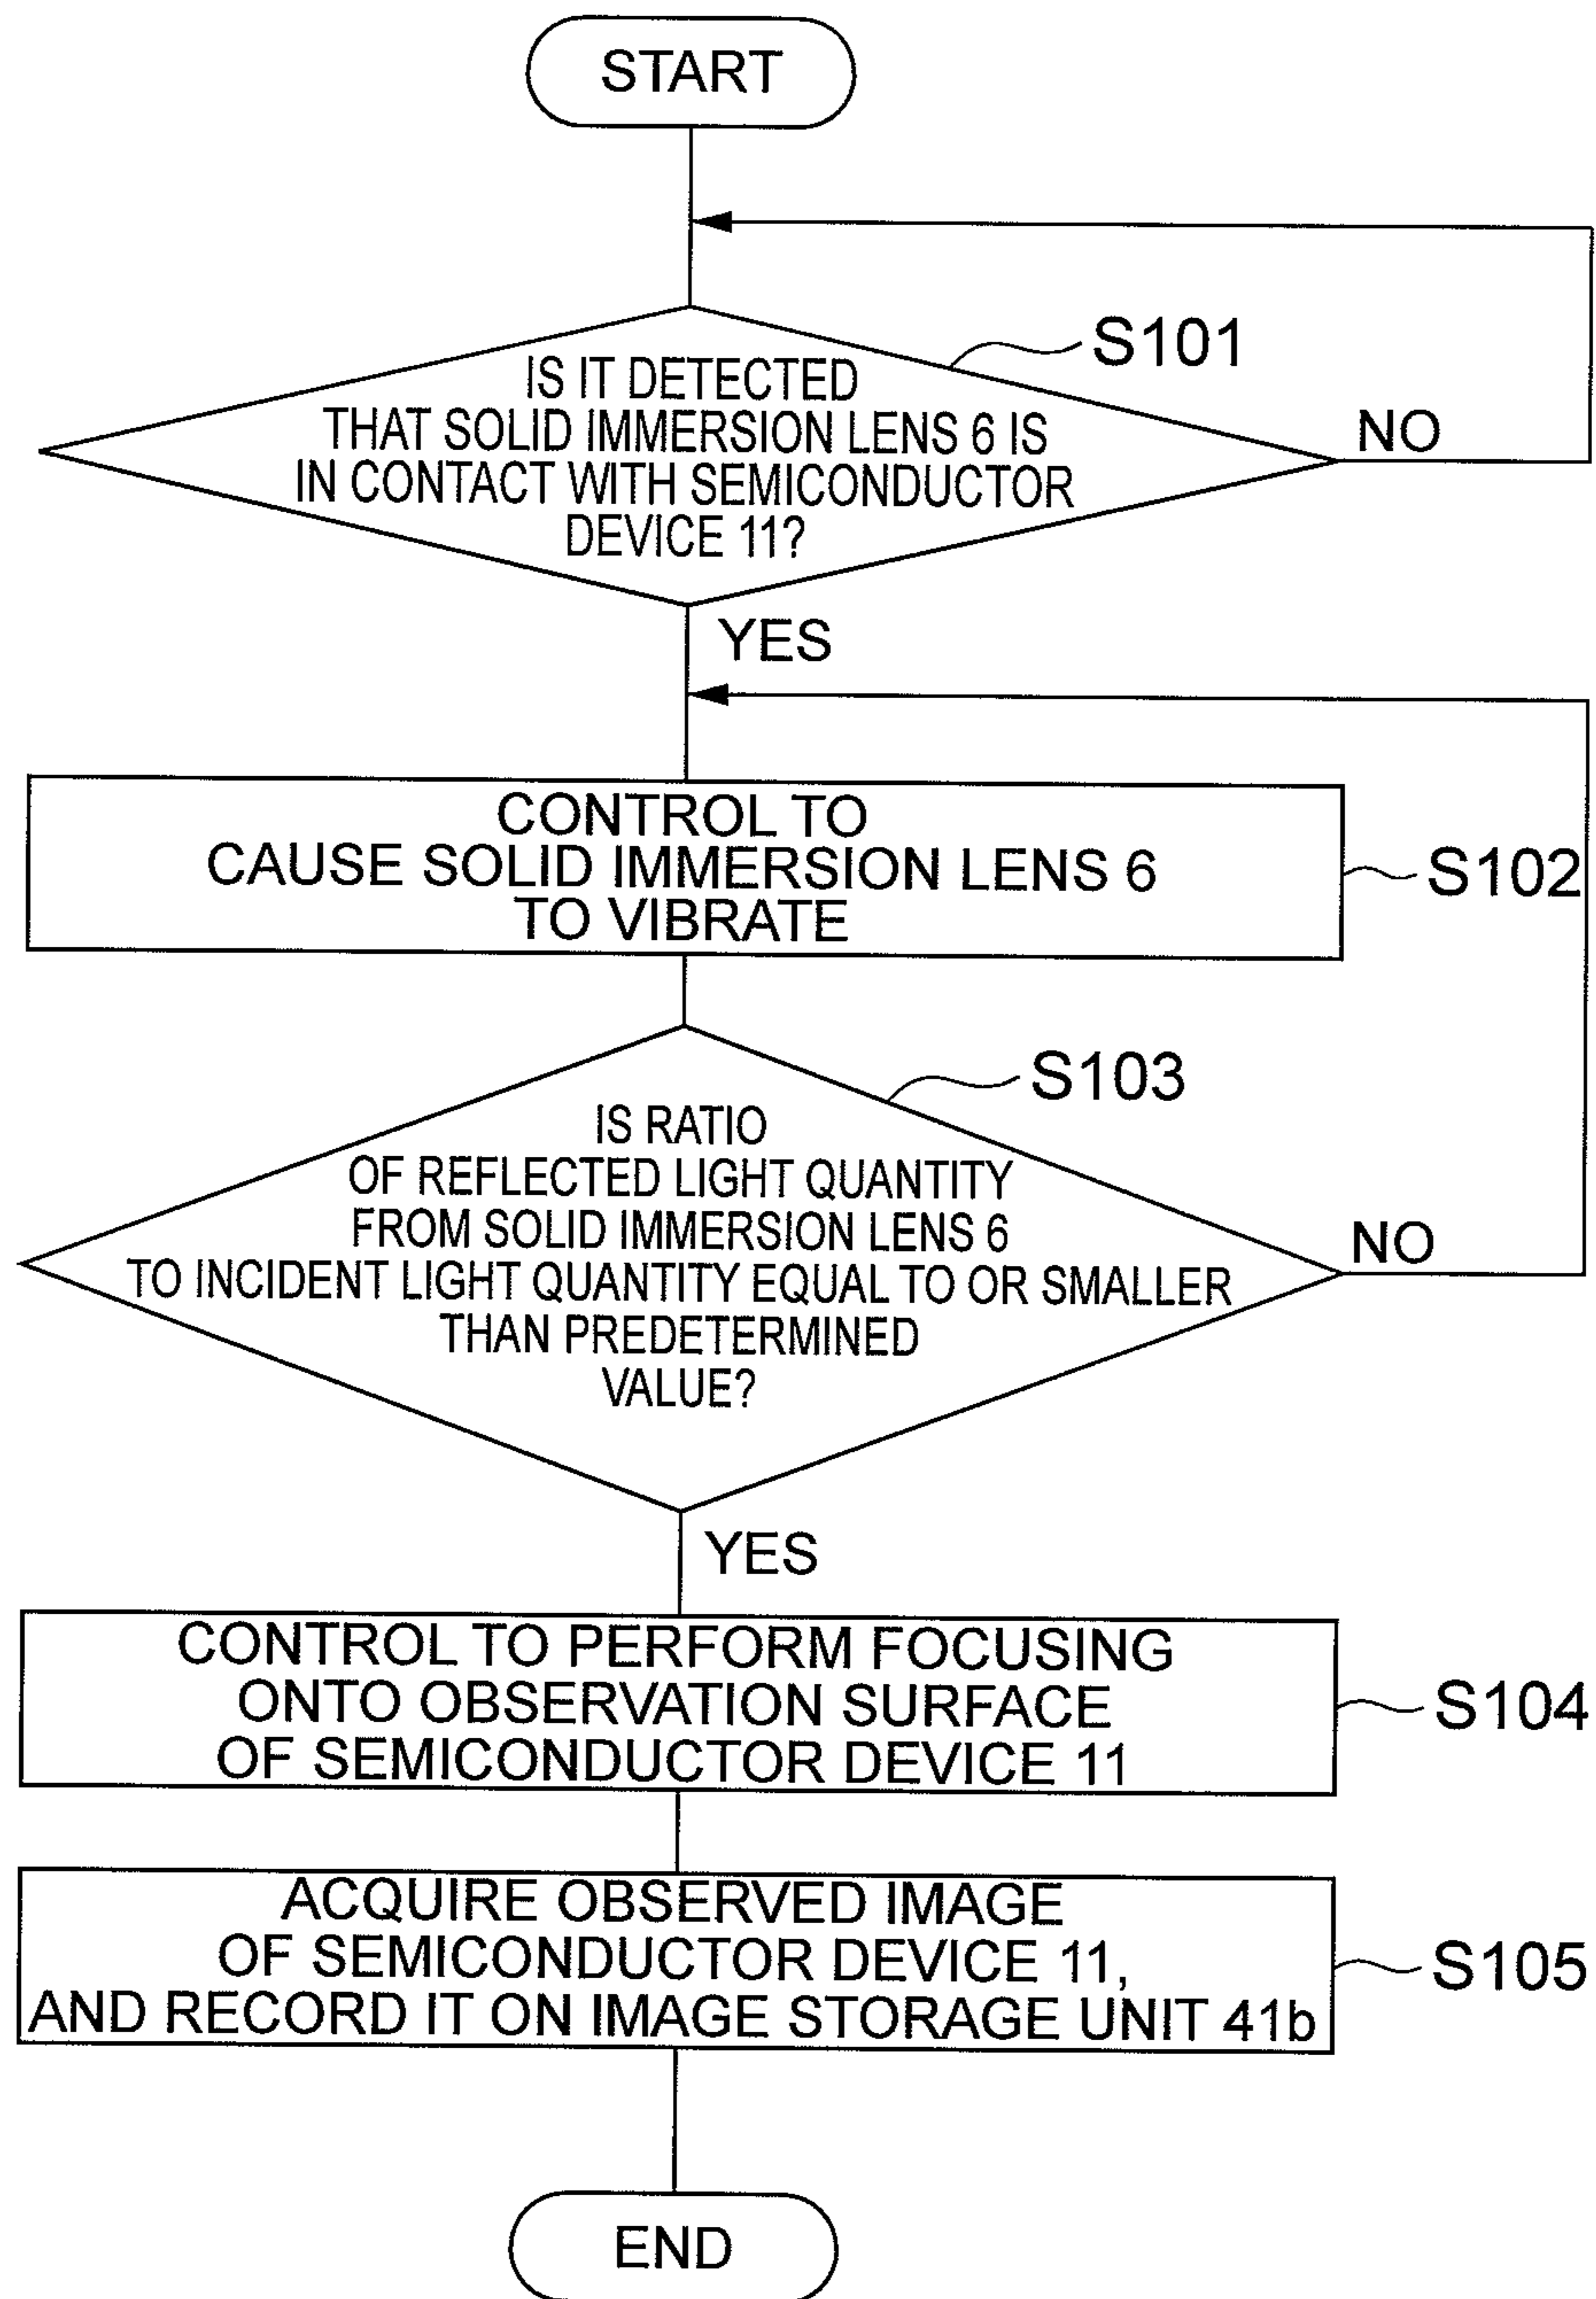 START
S101
IS IT DETECTED
THAT SOLID IMMERSION LENS 6 IS
IN CONTACT WITH SEMICONDUCTOR
DEVICE 11?
NO
YES
CONTROL TO
CAUSE SOLID IMMERSION LENS 6
TO VIBRATE
S102
S103
IS RATIO
OF REFLECTED LIGHT QUANTITY
FROM SOLID IMMERSION LENS 6
TO INCIDENT LIGHT QUANTITY EQUAL TO OR SMALLER
THAN PREDETERMINED
VALUE?
NO
YES
CONTROL TO PERFORM FOCUSING
ONTO OBSERVATION SURFACE
OF SEMICONDUCTOR DEVICE 11
S104
ACQUIRE OBSERVED IMAGE
OF SEMICONDUCTOR DEVICE 11,
AND RECORD IT ON IMAGE STORAGE UNIT 41b
S105
END